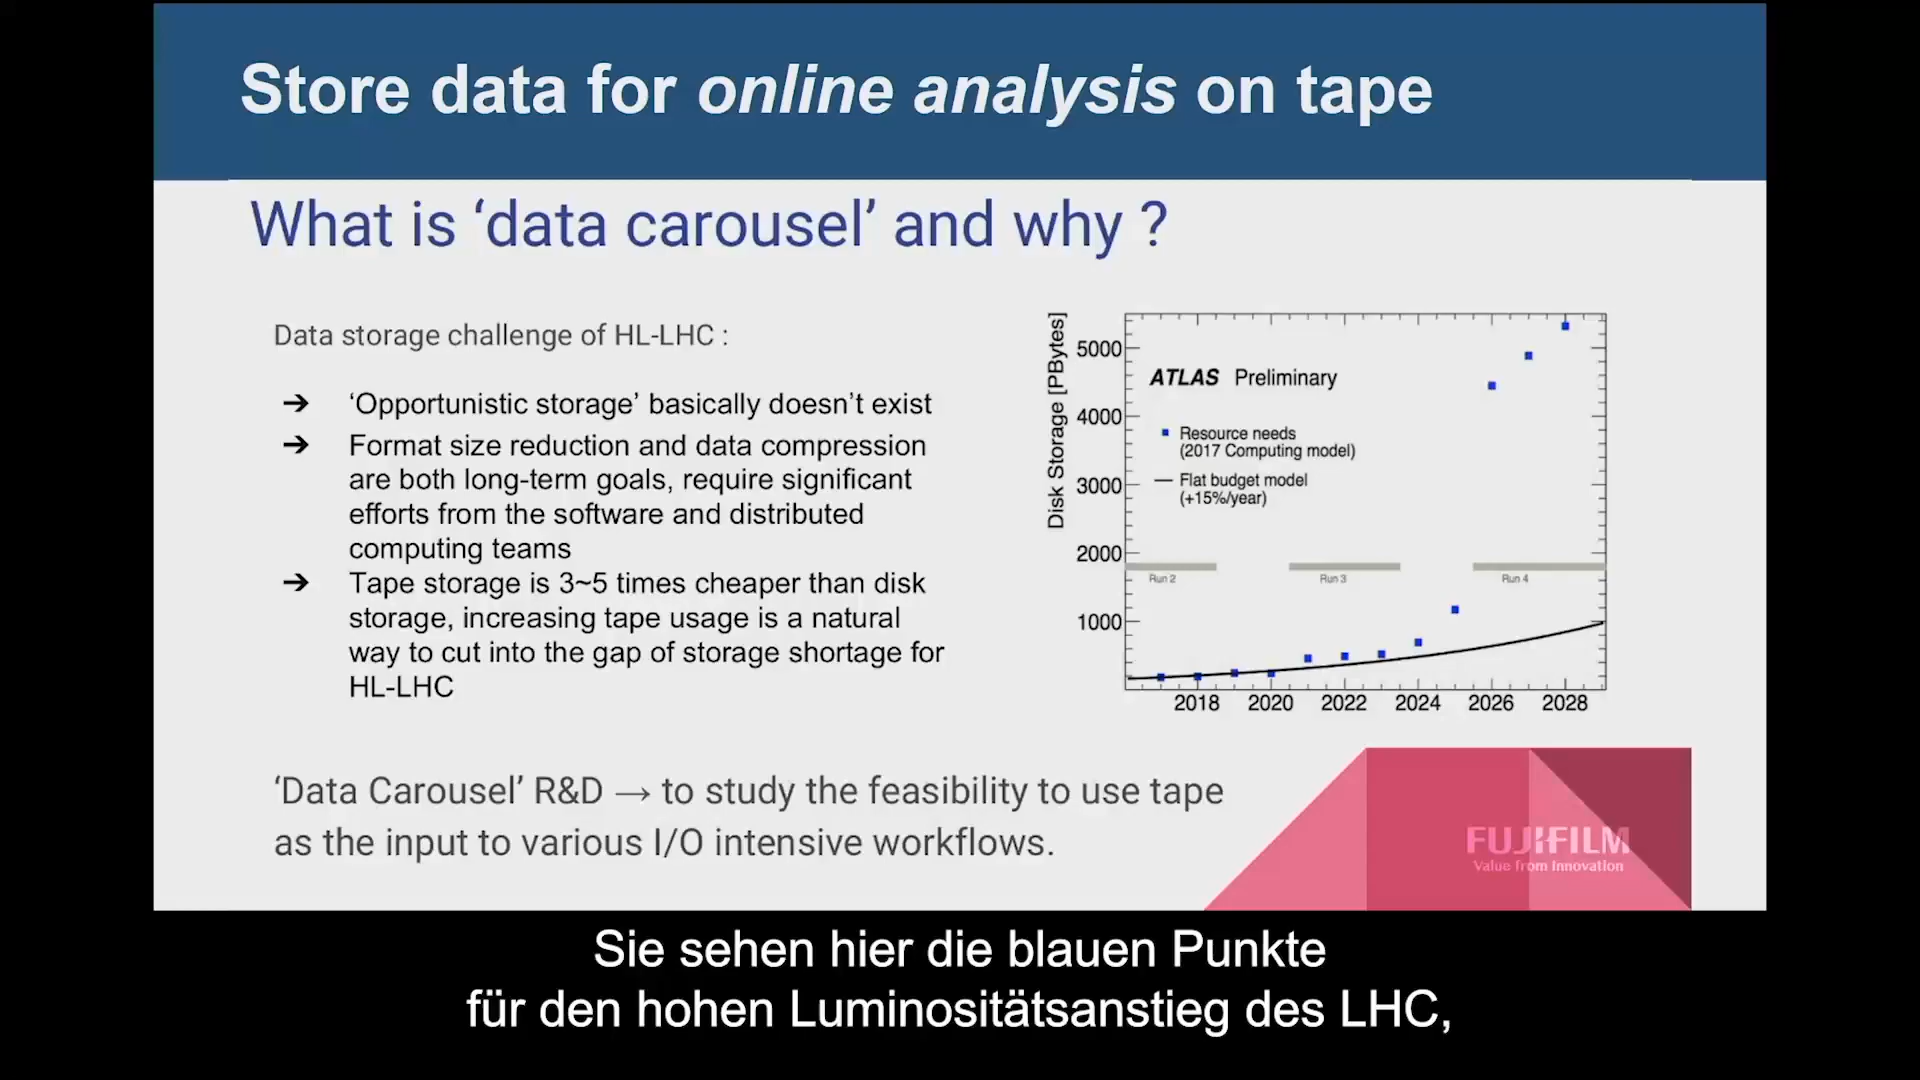 Store data for online analysis on tape
What is ‘data carousel’ and why ?
Data storage challenge of HL-LHC :
➔ ‘Opportunistic storage’ basically doesn’t exist
➔ Format size reduction and data compression
are both long-term goals, require significant
efforts from the software and distributed
computing teams
➔ Tape storage is 3~5 times cheaper than disk
storage, increasing tape usage is a natural
way to cut into the gap of storage shortage for
HL-LHC
Disk Storage [PBytes]
5000
4000
3000
2000
1000
ATLAS Preliminary
Resource needs
(2017 Computing model)
Flat budget model
(+15%/year)
Run 2
Run 3
Run 4
2018 2020 2022 2024 2026 2028
‘Data Carousel’ R&D → to study the feasibility to use tape
as the input to various I/O intensive workflows.
FUJIFILM
Value from Innovation
Sie sehen hier die blauen Punkte
für den hohen Luminositätsanstieg des LHC,